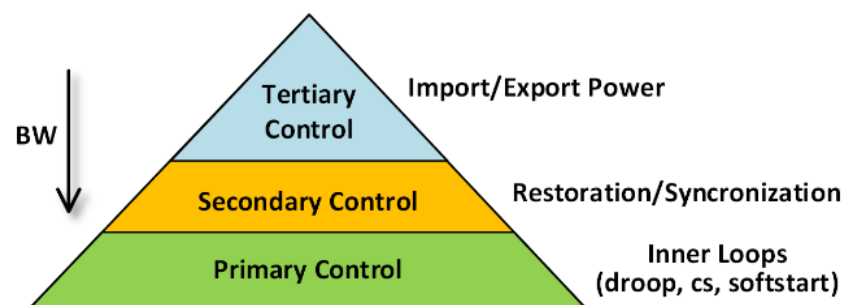 Tertiary
Control
Import/Export Power
BW
Secondary Control
Restoration/Syncronization
Primary Control
Inner Loops
(droop, cs, softstart)